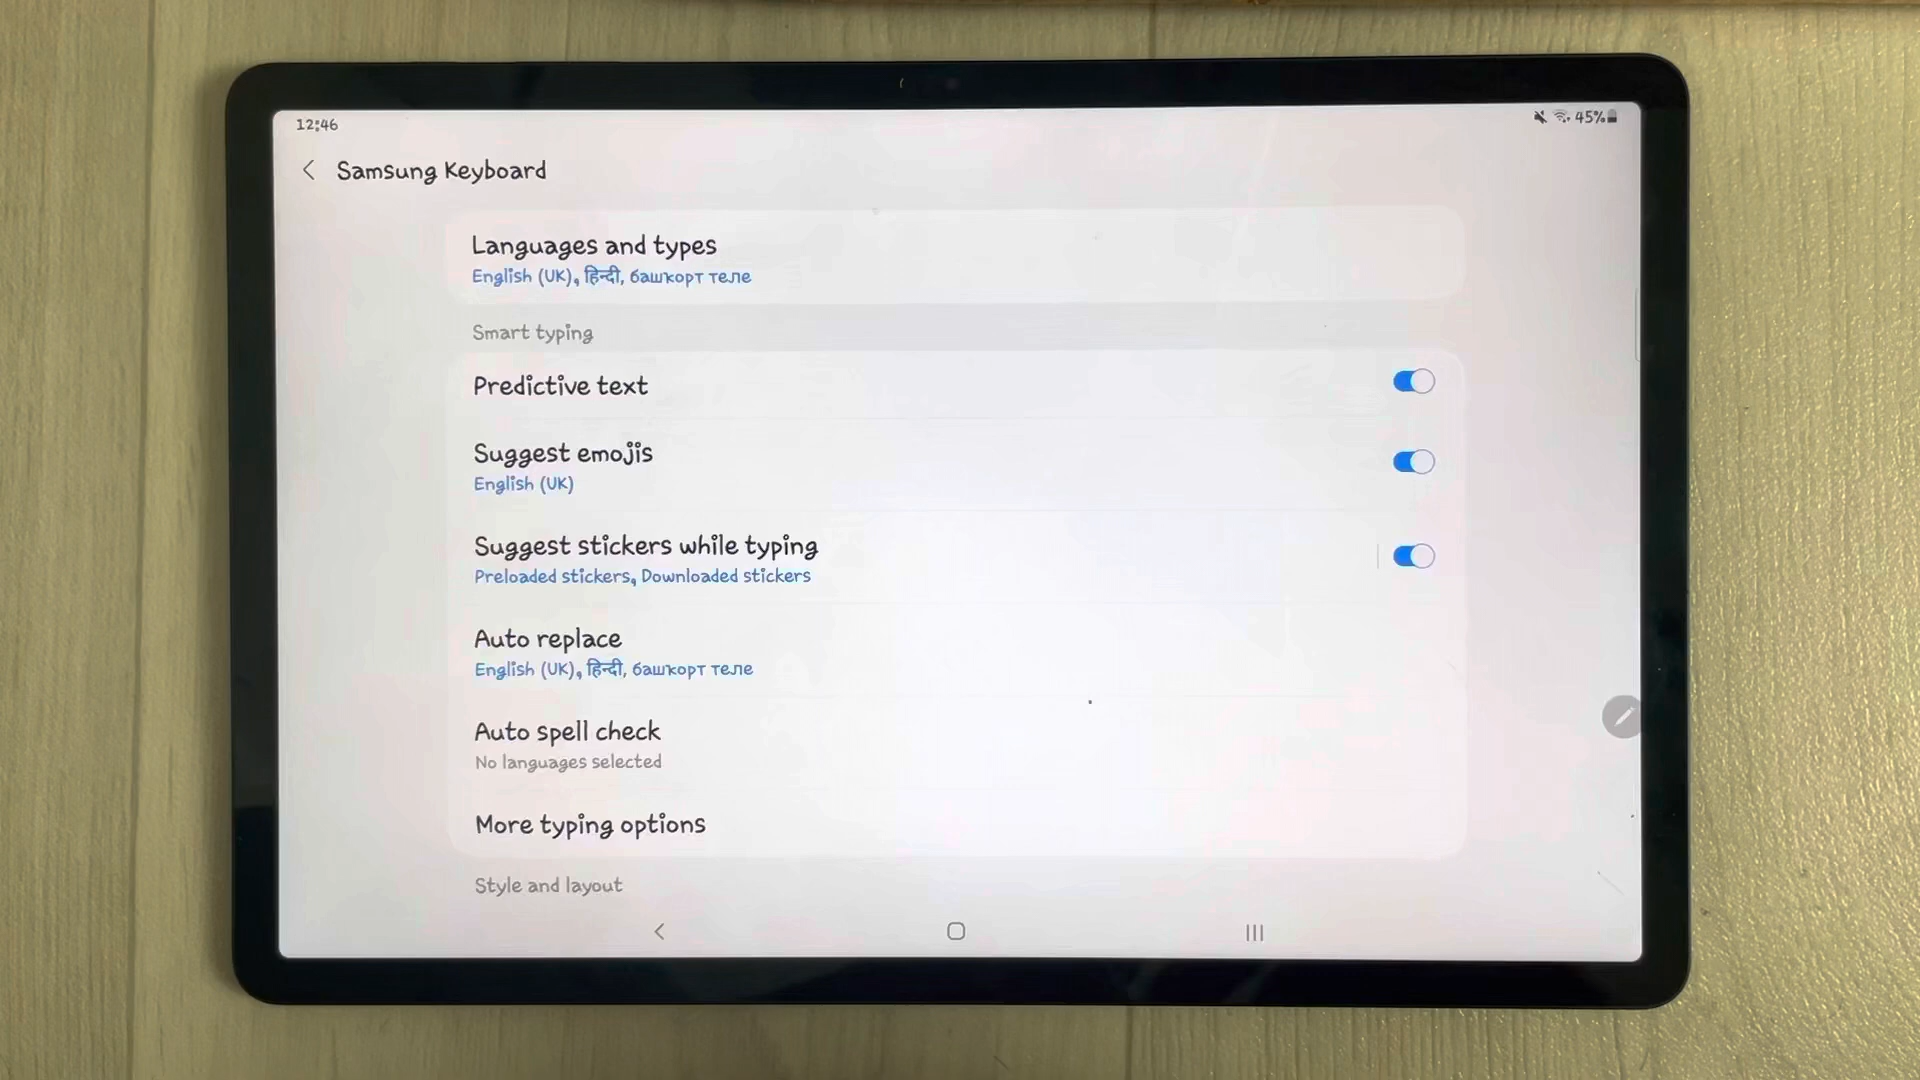 12:46
45%
Samsung Keyboard
Languages and types
English (UK), हिन्दी, башкорт теле
Smart typing
Predictive text
Suggest emojis
English (UK)
Suggest stickers while typing
Preloaded stickers, Downloaded stickers
Auto replace
English (UK), हिन्दी, башкорт теле
Auto spell check
No languages selected
More typing options
Style and layout